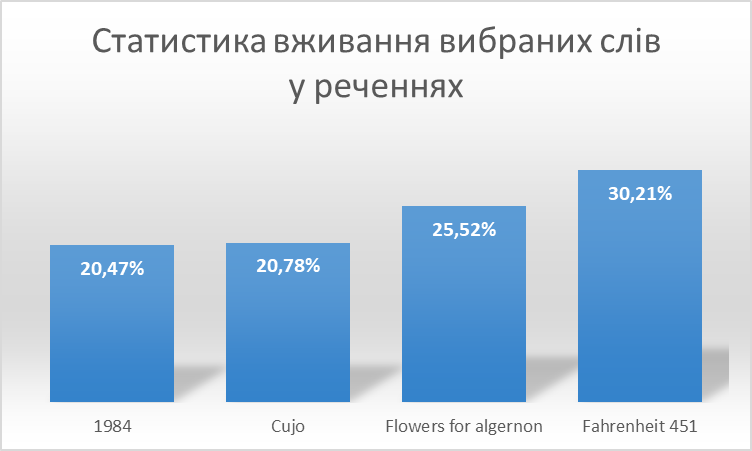 Статистика вживання вибраних слів
у реченнях
20,47%
20,78%
25,52%
30,21%
1984
Cujo
Flowers for algernon
Fahrenheit 451